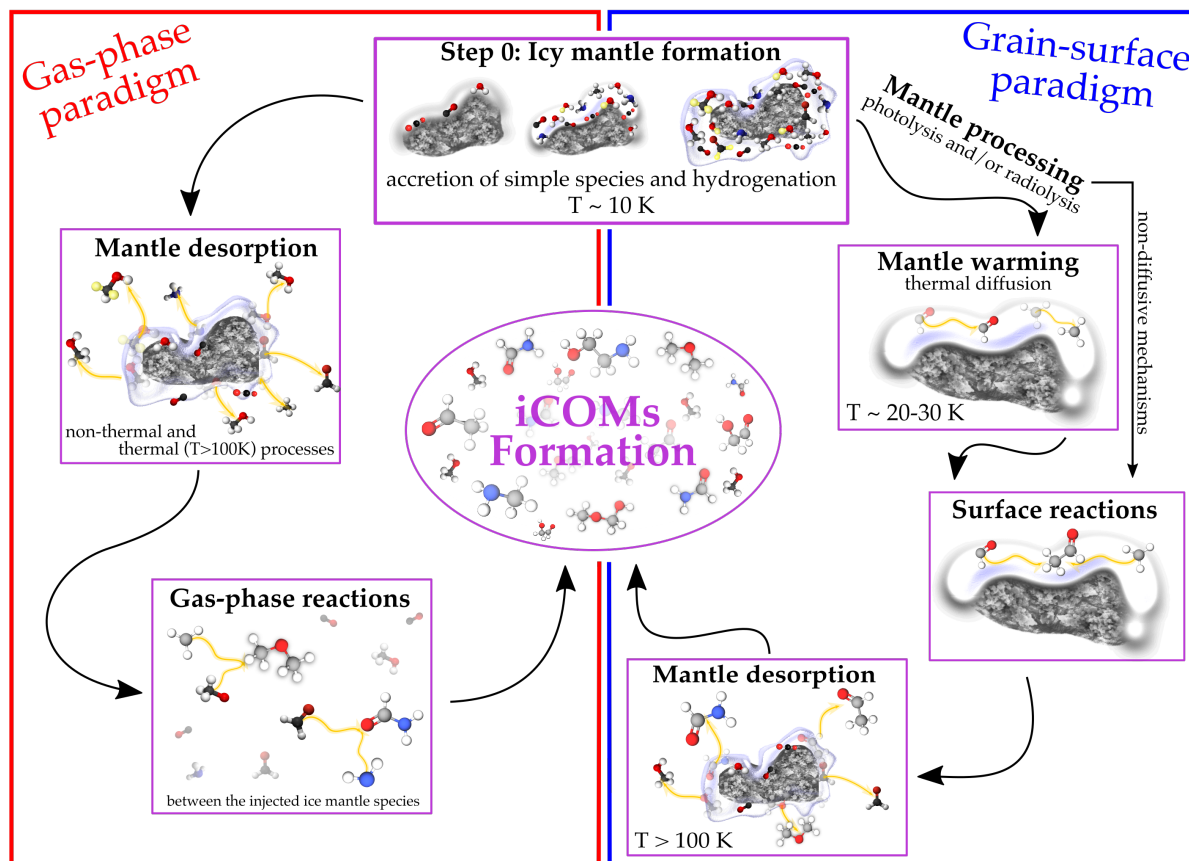 Gas-phase
paradigm
Step 0: Icy mantle formation
accretion of simple species and hydrogenation
T ~ 10 K
Grain-surface
paradigm
Mantle processing
photolysis and/or radiolysis
non-diffusive mechanisms
Mantle desorption
non-thermal and
thermal (T>100K) processes
Mantle warming
thermal diffusion
T ~ 20-30 K
iCOMs
Formation
Surface reactions
Gas-phase reactions
between the injected ice mantle species
Mantle desorption
T > 100 K